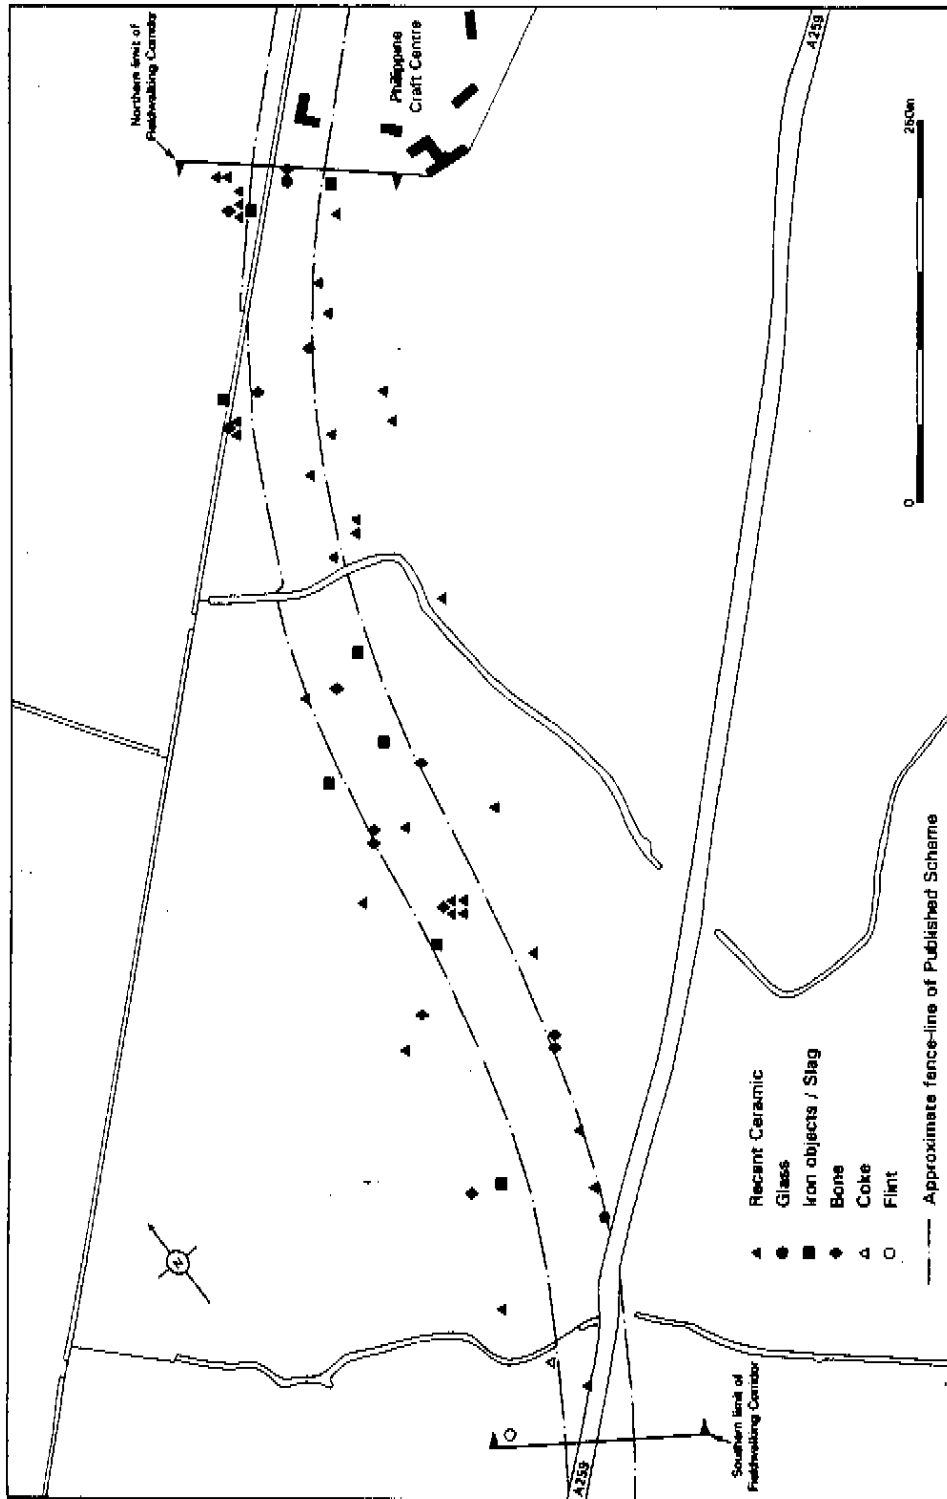 Northern limit of
Fieldwalking Corridor
Phillippine
Craft Centre
A259
250m
0
N
Recent Ceramic
Glass
Iron objects / Slag
Bone
Coke
Flint
Approximate fence-line of Published Scheme
A259
Southern limit of
Fieldwalking Corridor